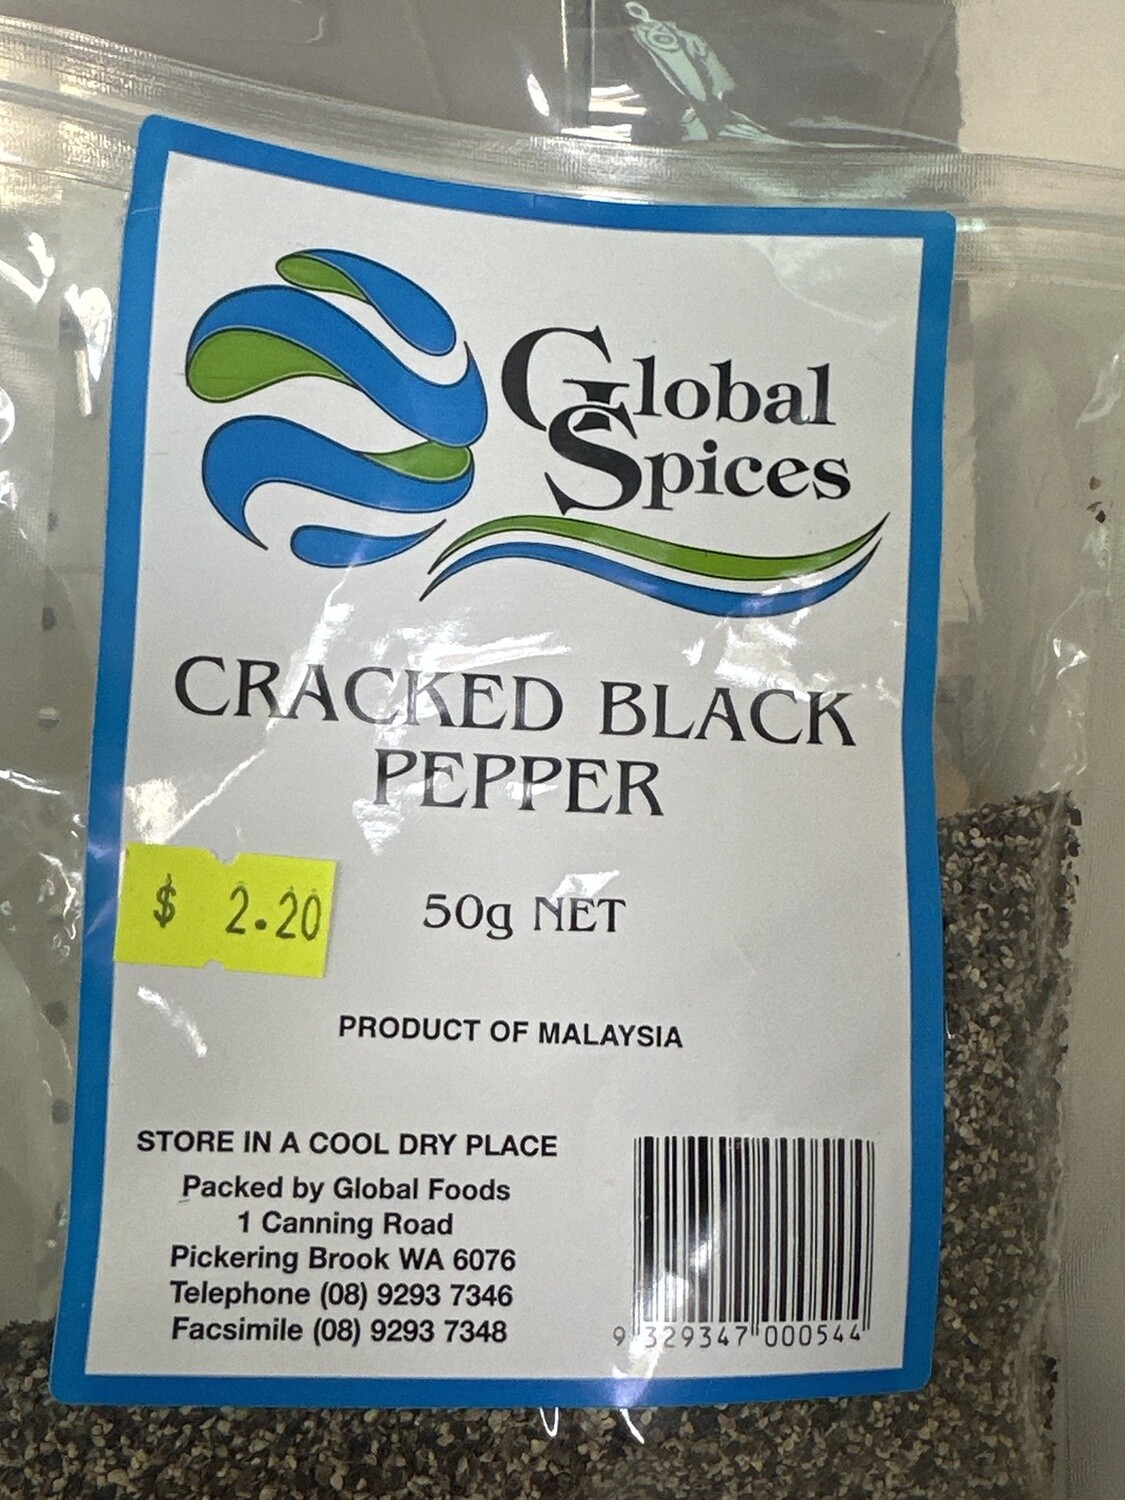 Global
Spices
CRACKED BLACK
PEPPER
$ 2.20
50g NET
PRODUCT OF MALAYSIA
STORE IN A COOL DRY PLACE
Packed by Global Foods
1 Canning Road
Pickering Brook WA 6076
Telephone (08) 9293 7346
Facsimile (08) 9293 7348
9 329347 000544